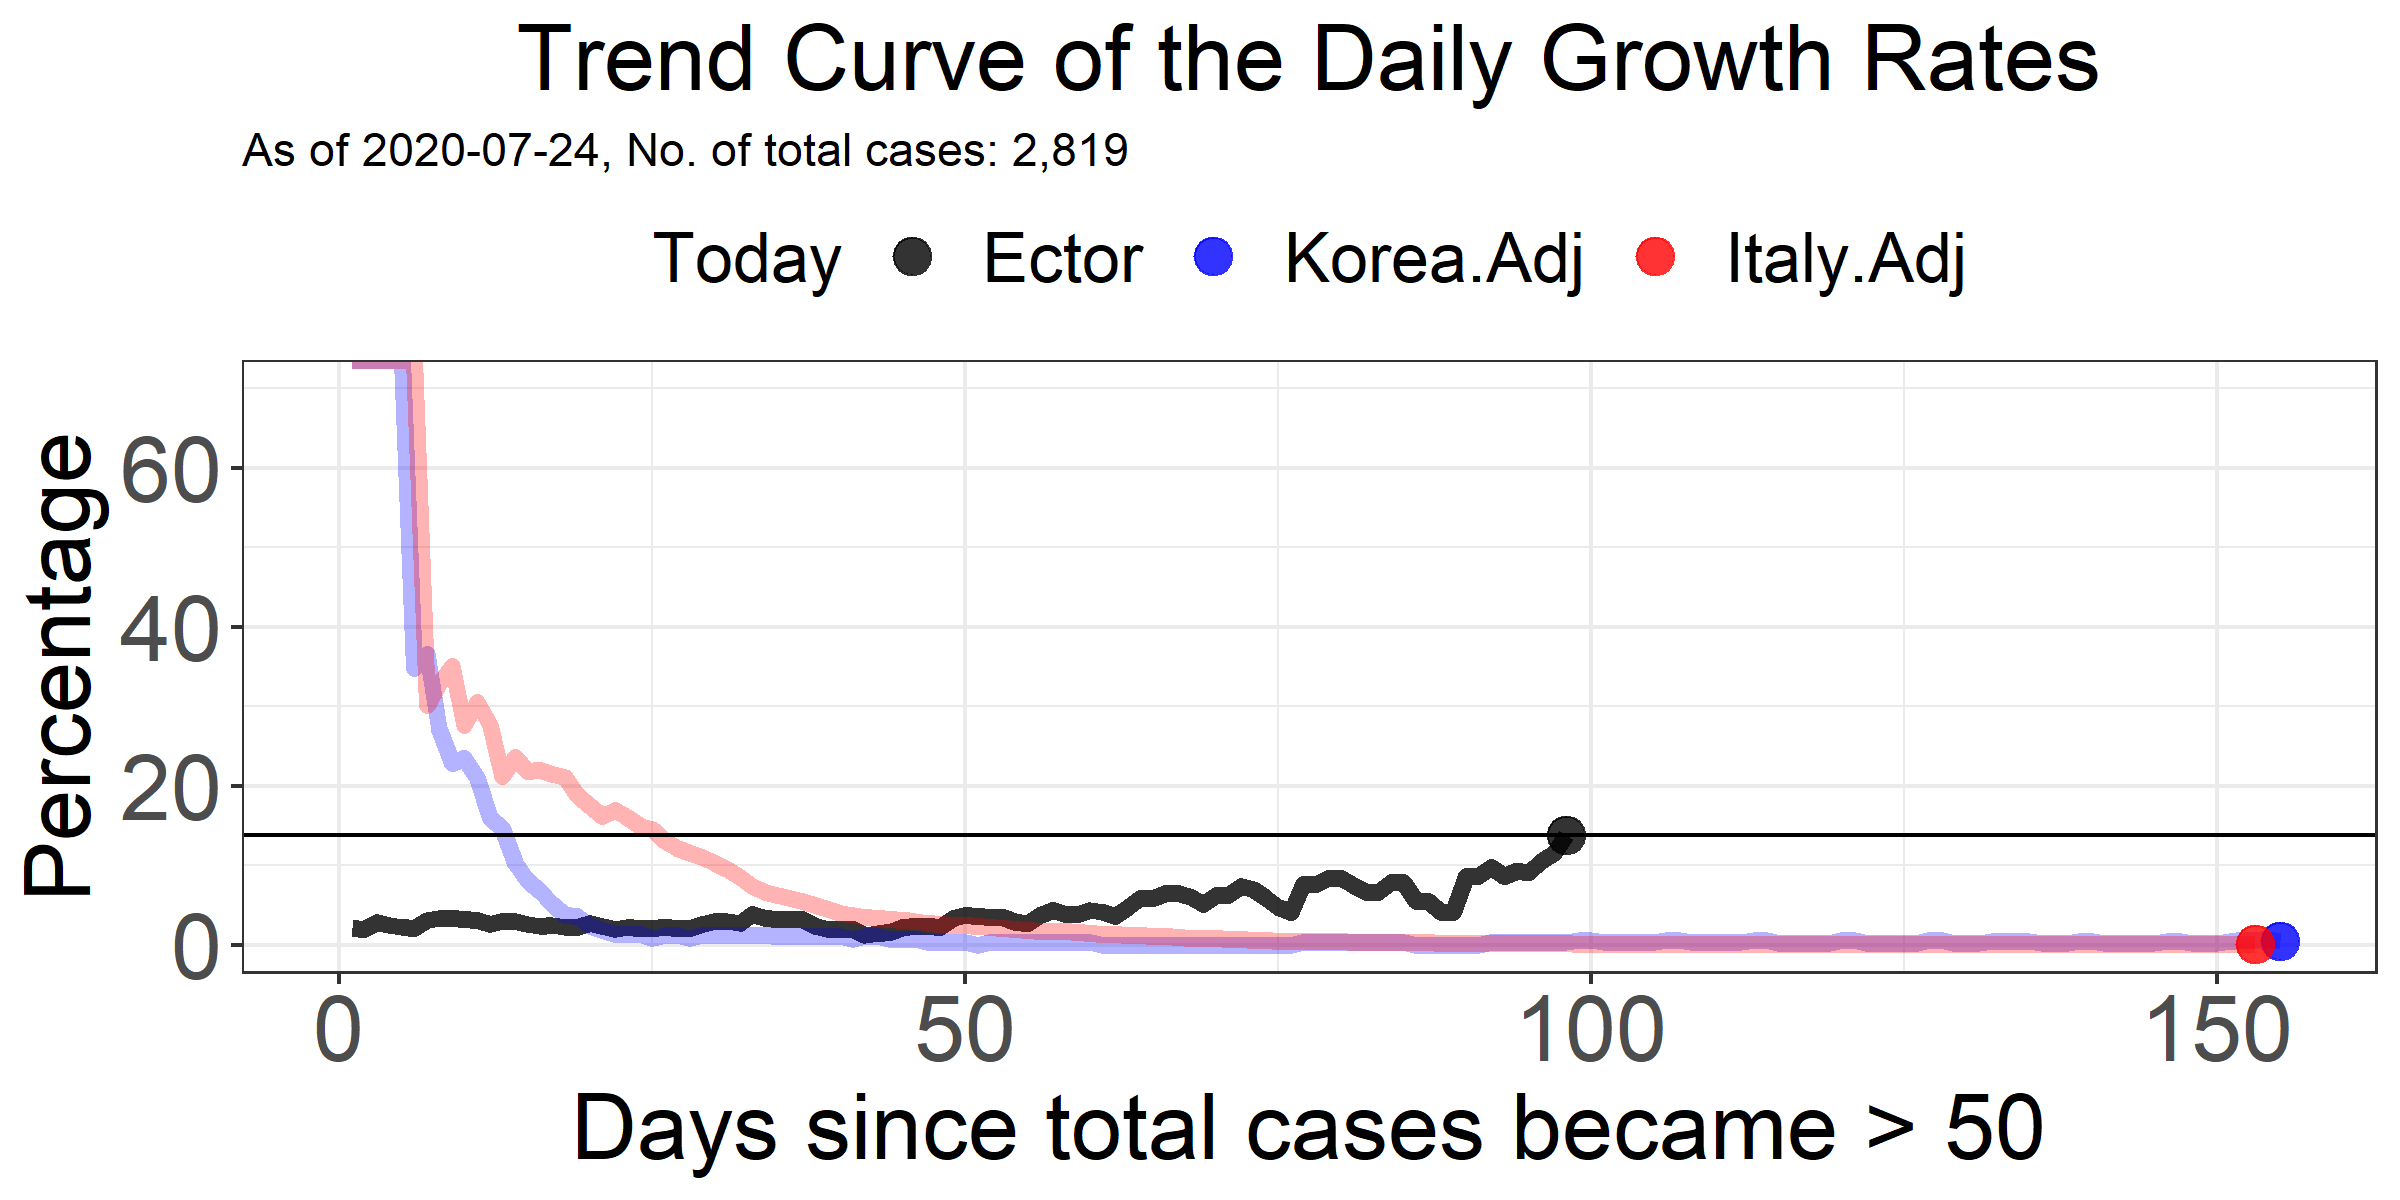 Trend Curve of the Daily Growth Rates
As of 2020-07-24, No. of total cases: 2,819
Today Ector Korea.Adj Italy.Adj
Percentage
60
40
20
0
0 50 100 150
Days since total cases became > 50